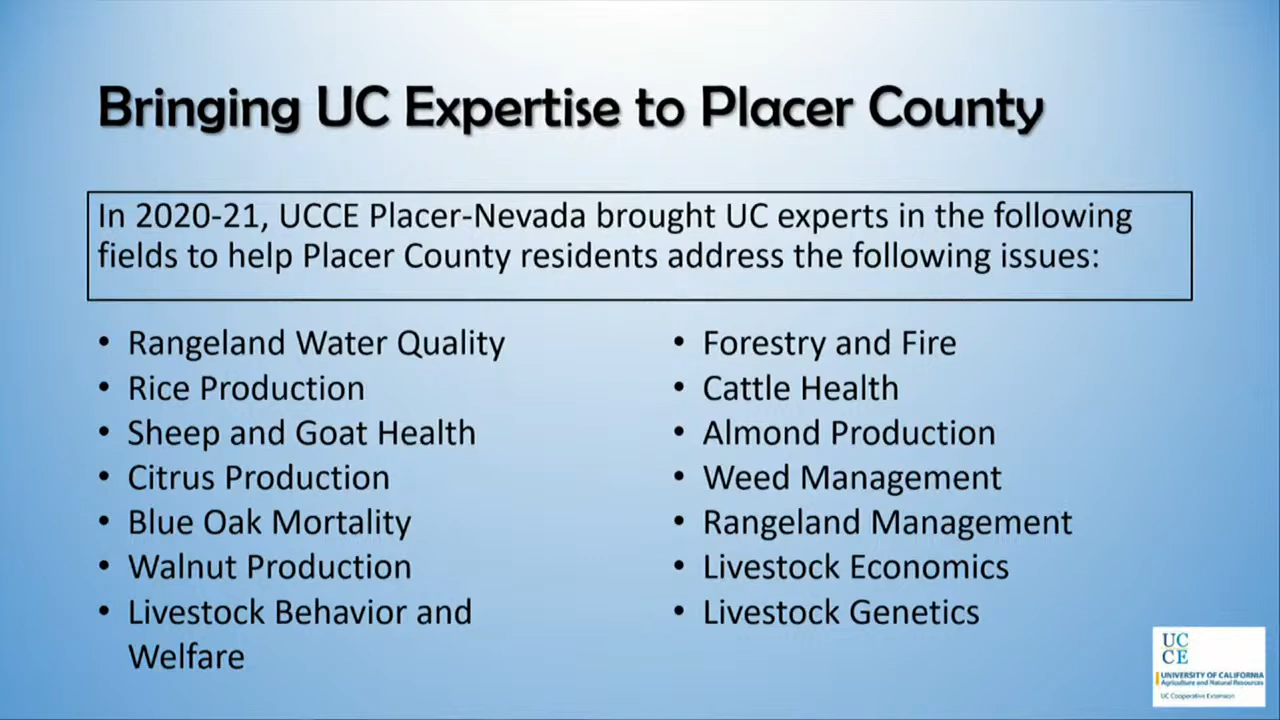 Bringing UC Expertise to Placer County
In 2020-21, UCCE Placer-Nevada brought UC experts in the following
fields to help Placer County residents address the following issues:
• Rangeland Water Quality
• Rice Production
• Sheep and Goat Health
• Citrus Production
• Blue Oak Mortality
• Walnut Production
• Livestock Behavior and
Welfare
• Forestry and Fire
• Cattle Health
• Almond Production
• Weed Management
• Rangeland Management
• Livestock Economics
• Livestock Genetics
UC
CE
UNIVERSITY OF CALIFORNIA
Agriculture and Natural Resources
UC Cooperative Extension